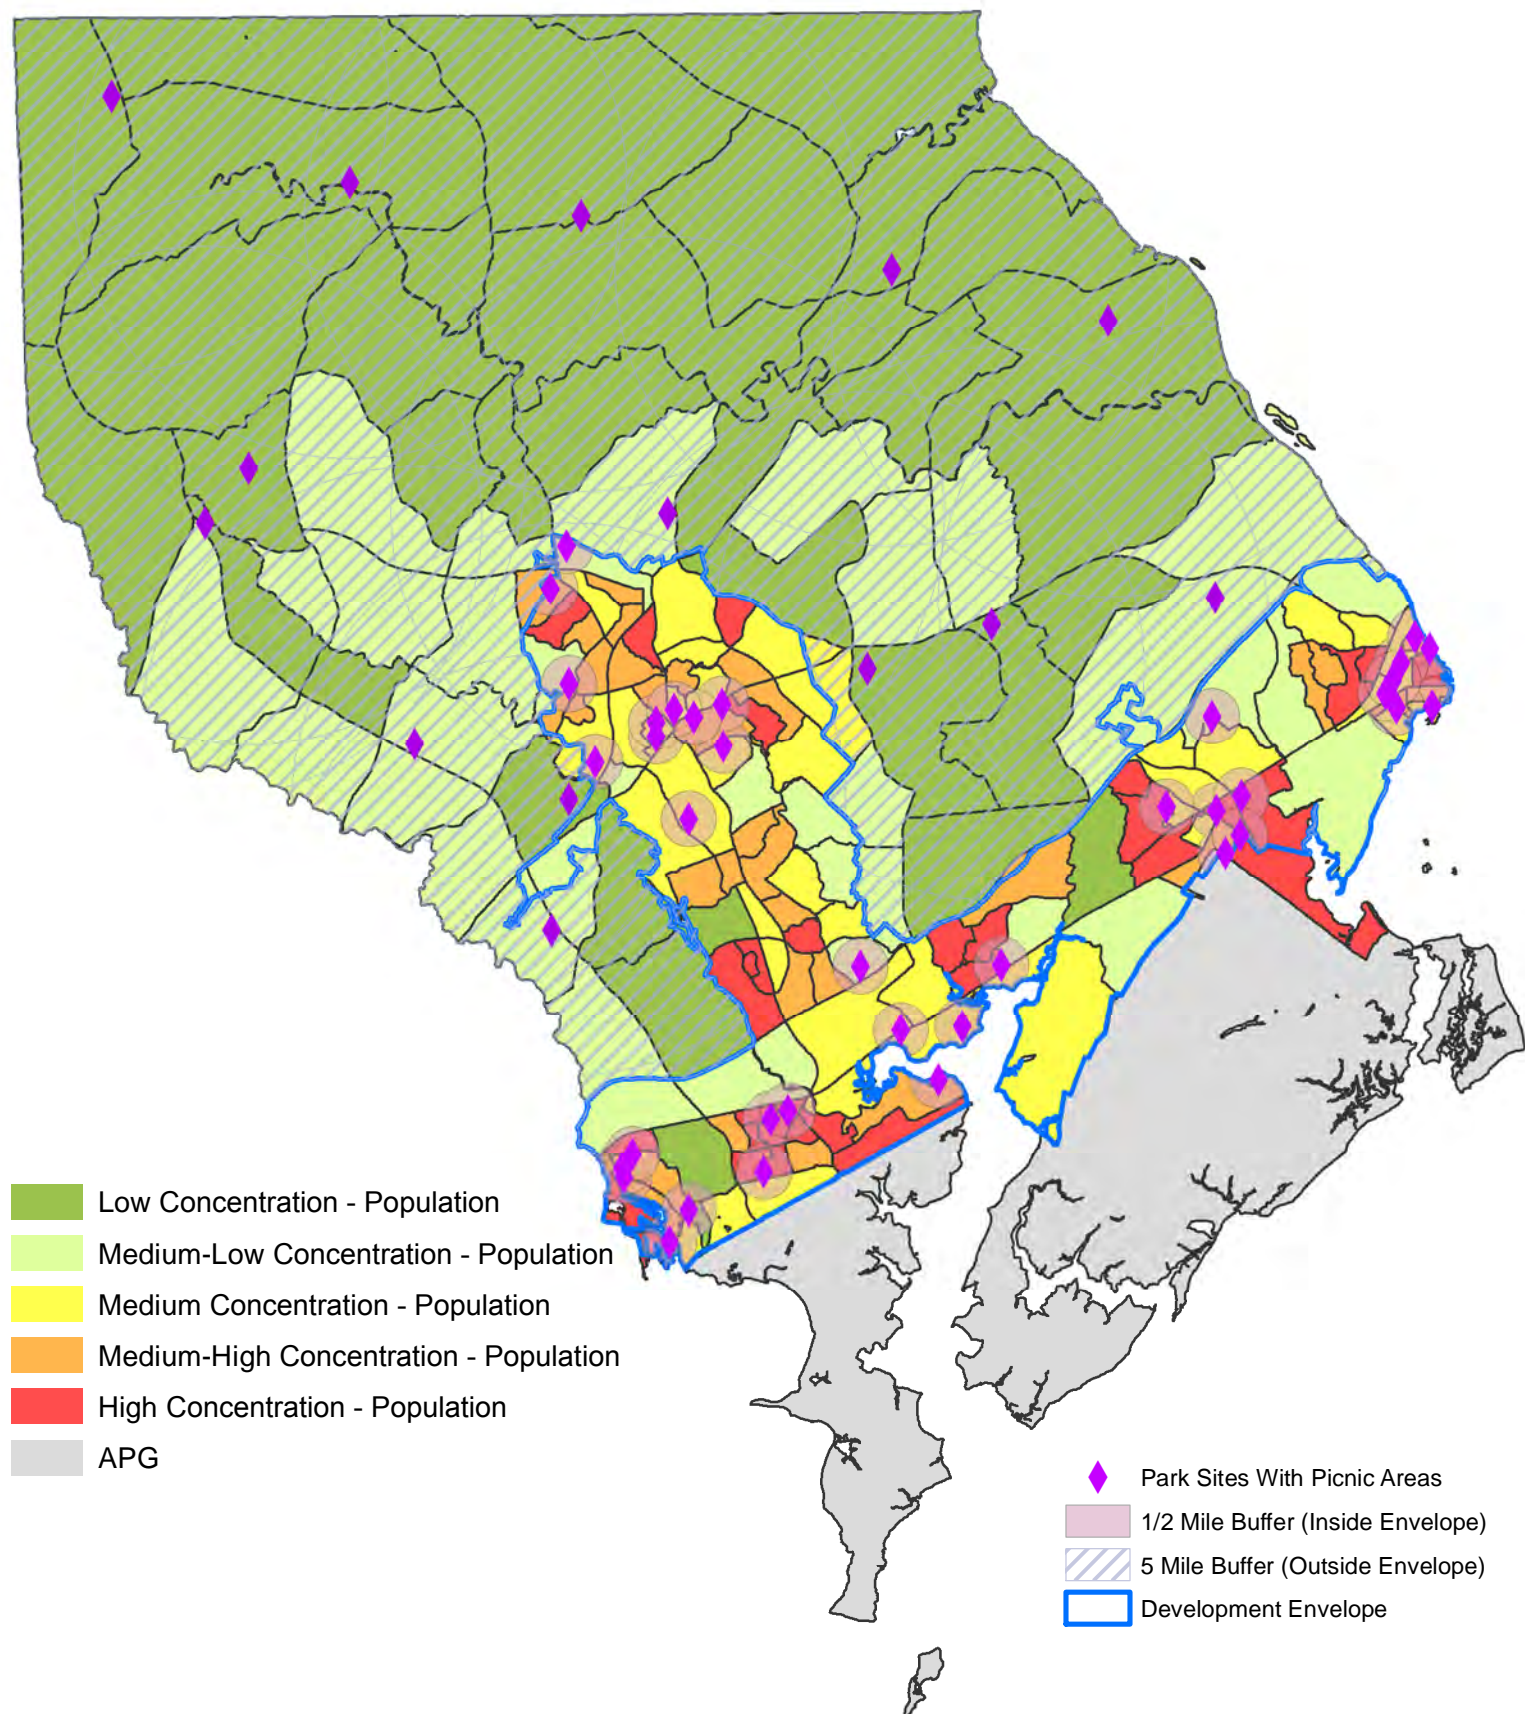 Low Concentration - Population
Medium-Low Concentration - Population
Medium Concentration - Population
Medium-High Concentration - Population
High Concentration - Population
APG
Park Sites With Picnic Areas
1/2 Mile Buffer (Inside Envelope)
5 Mile Buffer (Outside Envelope)
Development Envelope